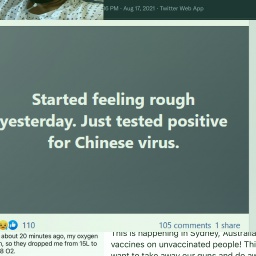 PM · Aug 17, 2021 · Twitter Web App
Started feeling rough
yesterday. Just tested positive
for Chinese virus.
110
105 comments 1 share
about 20 minutes ago, my oxygen
n, so they dropped me from 15L to
8 O2.
This is happening in Sydney, Australia
vaccines on unvaccinated people! Thi
want to take away our guns and do aw